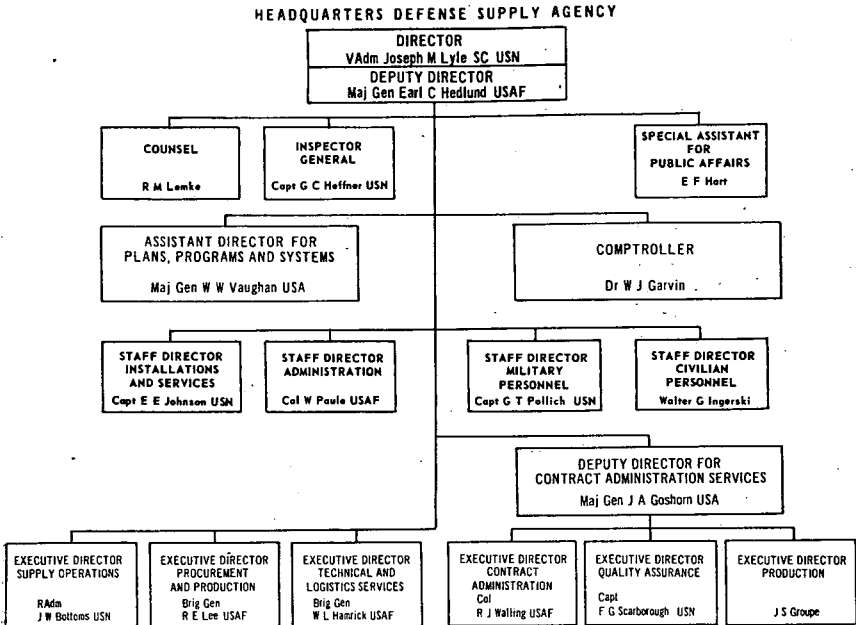 HEADQUARTERS DEFENSE SUPPLY AGENCY
DIRECTOR
VAdm Joseph M Lyle SC USN
DEPUTY DIRECTOR
Maj Gen Earl C Hedlund USAF
COUNSEL
R M Lemke
INSPECTOR
GENERAL
Capt G C Heffner USN
SPECIAL ASSISTANT
FOR
PUBLIC AFFAIRS
E F Hart
ASSISTANT DIRECTOR FOR
PLANS, PROGRAMS AND SYSTEMS
Maj Gen W W Vaughan USA
COMPTROLLER
Dr W J Garvin
STAFF DIRECTOR
INSTALLATIONS
AND SERVICES
Capt E E Johnson USN
STAFF DIRECTOR
ADMINISTRATION
Col W Paule USAF
STAFF DIRECTOR
MILITARY
PERSONNEL
Capt G T Pollich USN
STAFF DIRECTOR
CIVILIAN
PERSONNEL
Walter G Ingerski
DEPUTY DIRECTOR FOR
CONTRACT ADMINISTRATION SERVICES
Maj Gen J A Goshorn USA
EXECUTIVE DIRECTOR
SUPPLY OPERATIONS
RAdm
J W Bottoms USN
EXECUTIVE DIRECTOR
PROCUREMENT
AND PRODUCTION
Brig Gen
R E Lee USAF
EXECUTIVE DIRECTOR
TECHNICAL AND
LOGISTICS SERVICES
Brig Gen
W L Hamrick USAF
EXECUTIVE DIRECTOR
CONTRACT
ADMINISTRATION
Col
R J Walling USAF
EXECUTIVE DIRECTOR
QUALITY ASSURANCE
Capt
F G Scarborough USN
EXECUTIVE DIRECTOR
PRODUCTION
J S Groupe